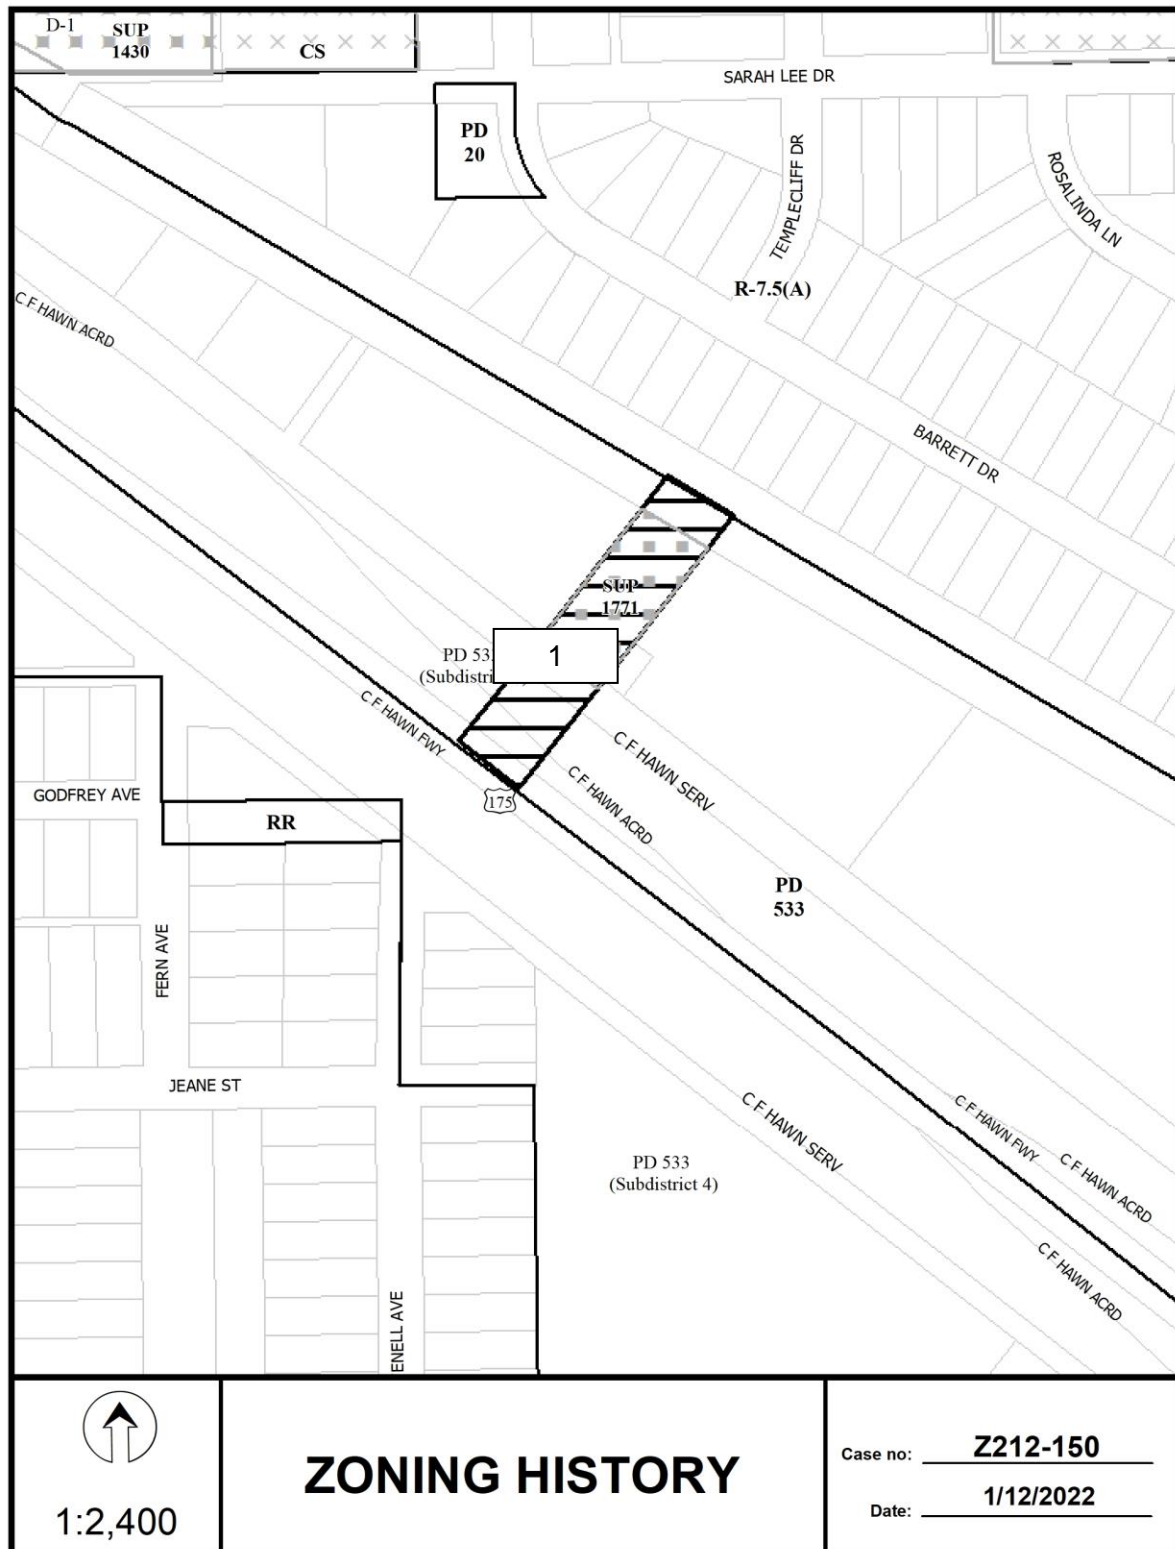 D-1
SUP
1430
CS
SARAH LEE DR
PD
20
TEMPLECLIFF DR
ROSALINDA LN
R-7.5(A)
C F HAWN ACRD
BARRETT DR
SUP
1771
1
PD 53
(Subdistri
C F HAWN FWY
C F HAWN SERV
C F HAWN ACRD
175
GODFREY AVE
RR
PD
533
FERN AVE
JEANE ST
C F HAWN SERV
C F HAWN FWY
C F HAWN ACRD
PD 533
(Subdistrict 4)
C F HAWN ACRD
ENELL AVE
1:2,400
ZONING HISTORY
Case no: Z212-150
Date: 1/12/2022